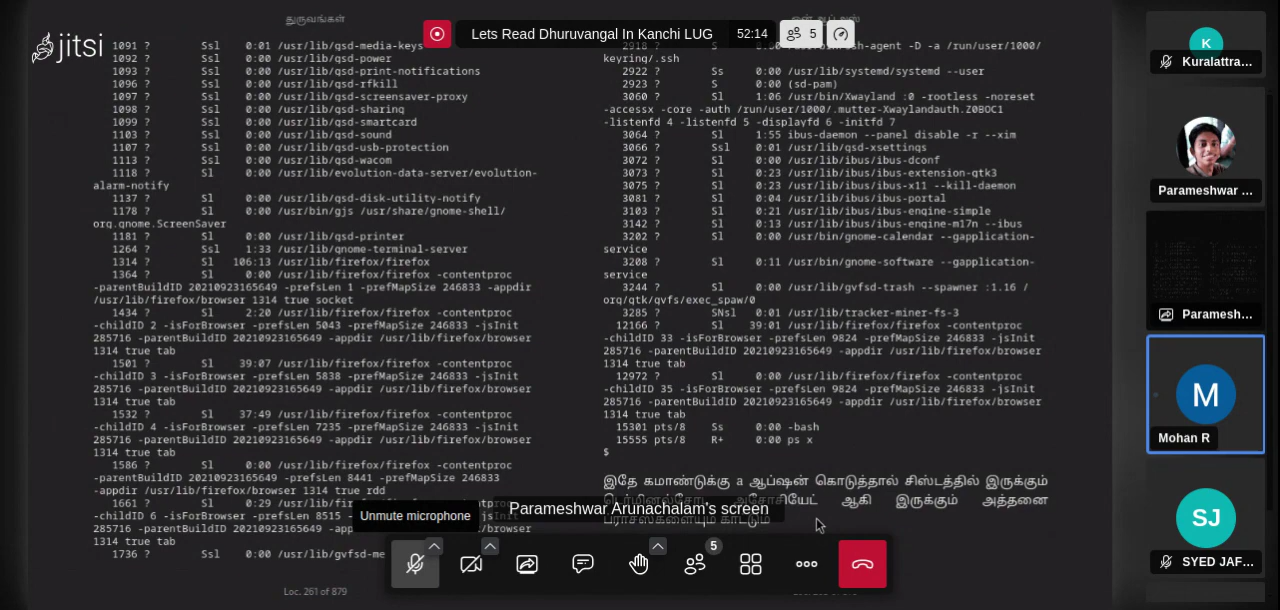 jitsi
Lets Read Dhuruvangal In Kanchi LUG
52:14
5
துருவங்கள்
1091 ? Ssl 0:01 /usr/lib/gsd-media-keys
1092 ? Ssl 0:00 /usr/lib/gsd-power
1093 ? Ssl 0:00 /usr/lib/gsd-print-notifications
1096 ? Ssl 0:00 /usr/lib/gsd-rfkill
1097 ? Ssl 0:00 /usr/lib/gsd-screensaver-proxy
1098 ? Ssl 0:00 /usr/lib/gsd-sharing
1099 ? Ssl 0:00 /usr/lib/gsd-smartcard
1103 ? Ssl 0:00 /usr/lib/gsd-sound
1107 ? Ssl 0:00 /usr/lib/gsd-usb-protection
1113 ? Ssl 0:00 /usr/lib/gsd-wacom
1118 ? Sl 0:00 /usr/lib/evolution-data-server/evolution-
alarm-notify
1137 ? Sl 0:00 /usr/lib/gsd-disk-utility-notify
1178 ? Sl 0:00 /usr/bin/gjs /usr/share/gnome-shell/
org.gnome.ScreenSaver
1181 ? Sl 0:00 /usr/lib/gsd-printer
1264 ? Ssl 1:33 /usr/lib/gnome-terminal-server
1314 ? Sl 106:13 /usr/lib/firefox/firefox
1364 ? Sl 0:00 /usr/lib/firefox/firefox -contentproc
-parentBuildID 20210923165649 -prefsLen 1 -prefMapSize 246833 -appdir
/usr/lib/firefox/browser 1314 true socket
1434 ? Sl 2:20 /usr/lib/firefox/firefox -contentproc
-childID 2 -isForBrowser -prefsLen 5043 -prefMapSize 246833 -jsInit
285716 -parentBuildID 20210923165649 -appdir /usr/lib/firefox/browser
1314 true tab
1501 ? Sl 39:07 /usr/lib/firefox/firefox -contentproc
-childID 3 -isForBrowser -prefsLen 5838 -prefMapSize 246833 -jsInit
285716 -parentBuildID 20210923165649 -appdir /usr/lib/firefox/browser
1314 true tab
1532 ? Sl 37:49 /usr/lib/firefox/firefox -contentproc
-childID 4 -isForBrowser -prefsLen 7235 -prefMapSize 246833 -jsInit
285716 -parentBuildID 20210923165649 -appdir /usr/lib/firefox/browser
1314 true tab
1586 ? Sl 0:00 /usr/lib/firefox/firefox -contentproc
-parentBuildID 20210923165649 -prefsLen 8441 -prefMapSize 246833
-appdir /usr/lib/firefox/browser 1314 true rdd
1661 ? Sl 0:29 /usr/lib/firefox/firefox
-childID 6 -isForBrowser -prefsLen 8515
285716 -parentBuildID 20210923165649 /browser
1314 true tab
1736 ? Ssl 0:00 /usr/lib/gvfsd-me
Loc. 261 of 879
2918 ? S -agent -D -a /run/user/1000/
keyring/.ssh
2922 ? Ss 0:00 /usr/lib/systemd/systemd --user
2923 ? S 0:00 (sd-pam)
3060 ? Sl 1:06 /usr/bin/Xwayland :0 -rootless -noreset
-accessx -core -auth /run/user/1000/.mutter-Xwaylandauth.Z0BOC1
-listenfd 4 -listenfd 5 -displayfd 6 -initfd 7
3064 ? Sl 1:55 ibus-daemon --panel disable -r --xim
3066 ? Ssl 0:01 /usr/lib/gsd-xsettings
3072 ? Sl 0:00 /usr/lib/ibus/ibus-dconf
3073 ? Sl 0:23 /usr/lib/ibus/ibus-extension-gtk3
3075 ? Sl 0:23 /usr/lib/ibus/ibus-x11 --kill-daemon
3081 ? Sl 0:04 /usr/lib/ibus/ibus-portal
3103 ? Sl 0:21 /usr/lib/ibus/ibus-engine-simple
3142 ? Sl 0:13 /usr/lib/ibus/ibus-engine-m17n --ibus
3202 ? Sl 0:00 /usr/bin/gnome-calendar --gapplication-
service
3208 ? Sl 0:11 /usr/bin/gnome-software --gapplication-
service
3244 ? Sl 0:00 /usr/lib/gvfsd-trash --spawner :1.16 /
org/gtk/gvfs/exec_spaw/0
3285 ? SNsl 0:01 /usr/lib/tracker-miner-fs-3
12166 ? Sl 39:01 /usr/lib/firefox/firefox -contentproc
-childID 33 -isForBrowser -prefsLen 9824 -prefMapSize 246833 -jsInit
285716 -parentBuildID 20210923165649 -appdir /usr/lib/firefox/browser
1314 true tab
12972 ? Sl 0:00 /usr/lib/firefox/firefox -contentproc
-childID 35 -isForBrowser -prefsLen 9824 -prefMapSize 246833 -jsInit
285716 -parentBuildID 20210923165649 -appdir /usr/lib/firefox/browser
1314 true tab
15301 pts/8 Ss 0:00 -bash
15555 pts/8 R+ 0:00 ps x
$
இதே கமாண்டுக்கு a ஆப்ஷன் கொடுத்தால் சிஸ்டத்தில் இருக்கும்
ஆகி இருக்கும் அத்தனை
Unmute microphone
Parameshwar Arunachalam's screen
5
K
Kuralattra...
Parameshwar ...
Paramesh...
M
Mohan R
SJ
SYED JAF...